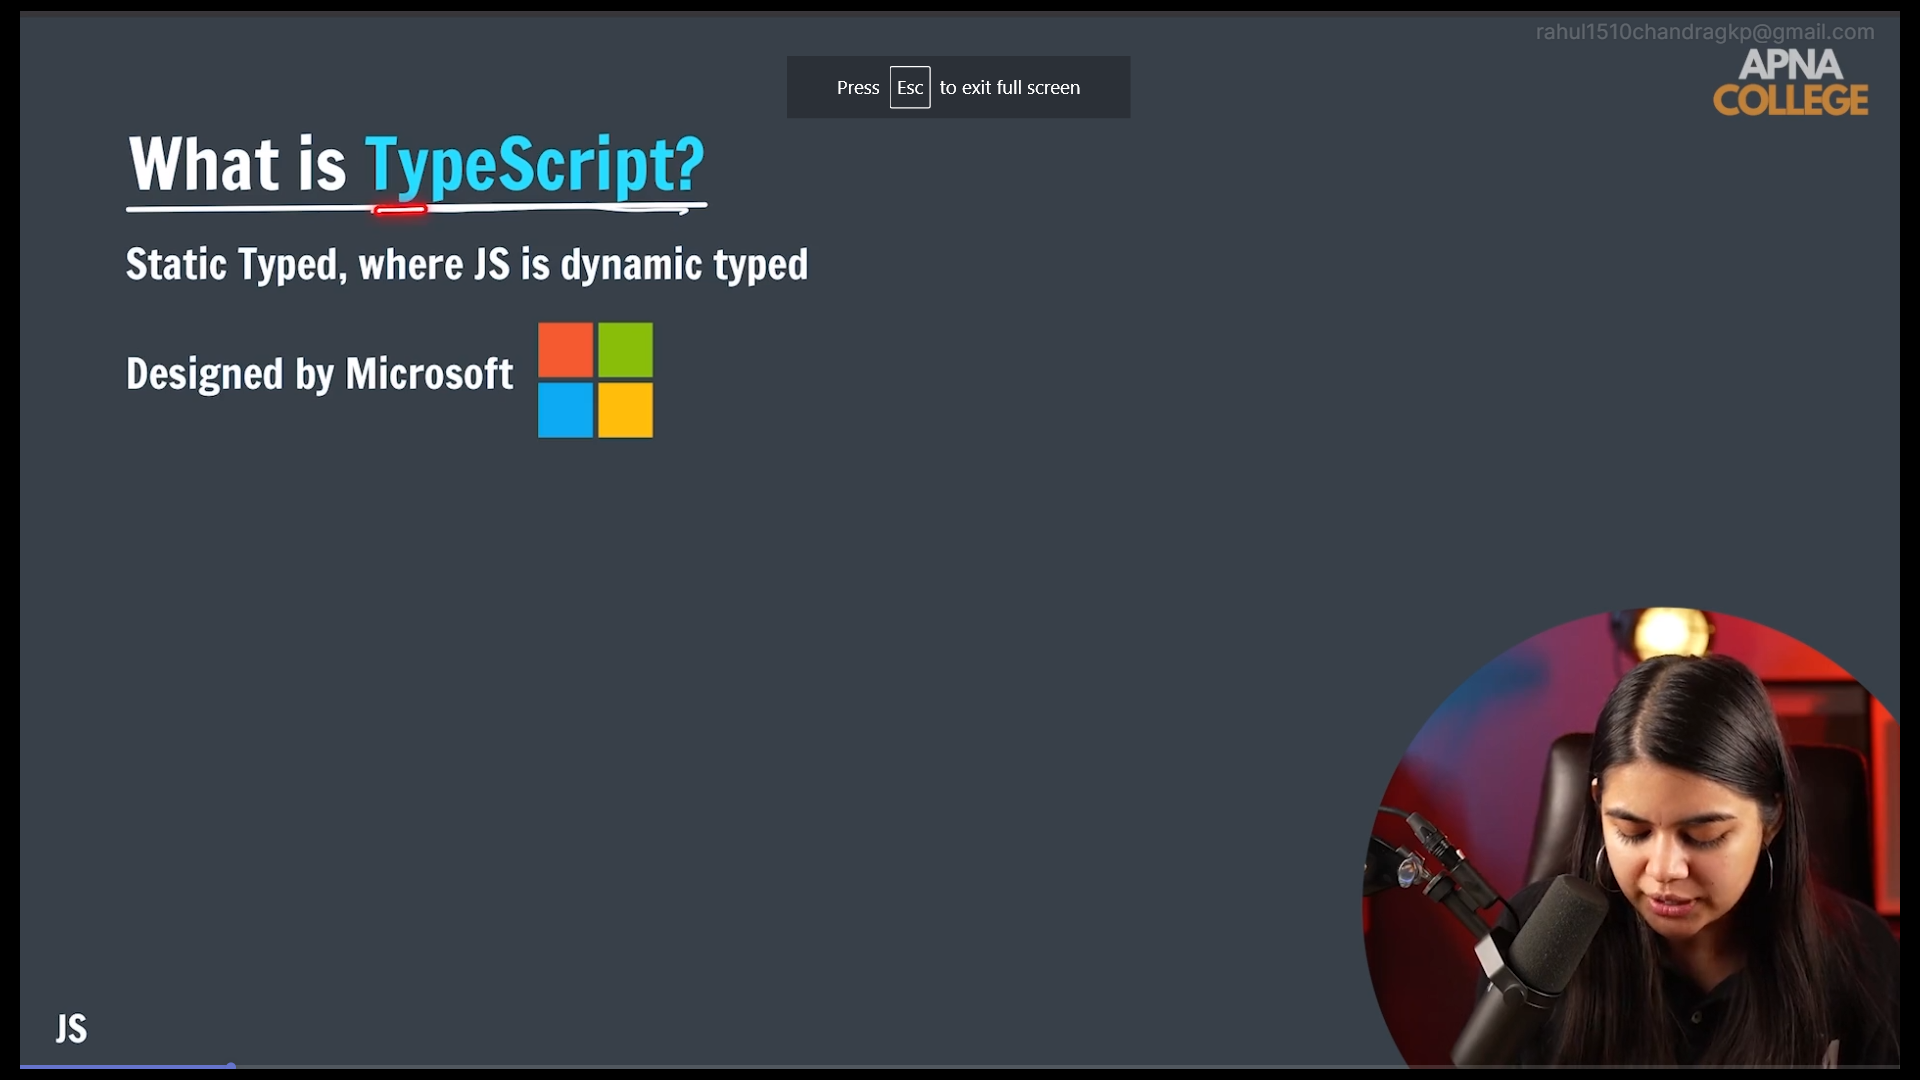 rahul1510chandragkp@gmail.com
APNA
COLLEGE
Press Esc to exit full screen
What is TypeScript?
Static Typed, where JS is dynamic typed
Designed by Microsoft
JS